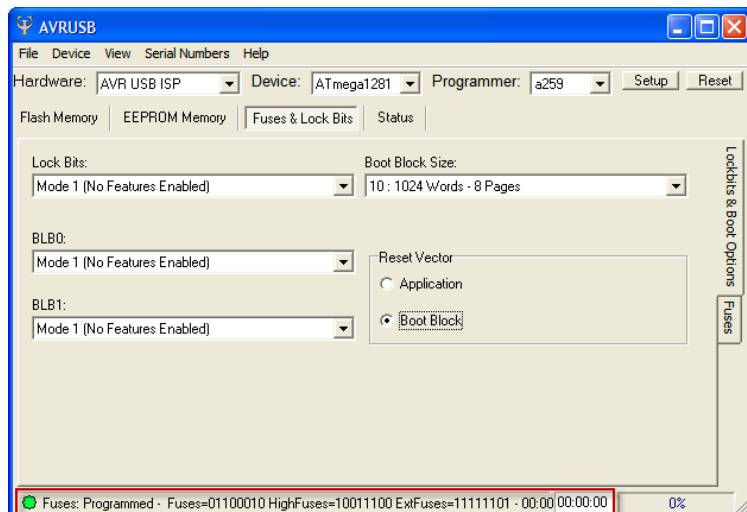 AVRUSB
File Device View Serial Numbers Help
Hardware: AVR USB ISP Device: ATmega1281 Programmer: a259 Setup Reset
Flash Memory EEPROM Memory Fuses & Lock Bits Status
Lock Bits: Boot Block Size:
Mode 1 (No Features Enabled) 10 : 1024 Words - 8 Pages
BLB0:
Mode 1 (No Features Enabled) Reset Vector
Application
BLB1: Boot Block
Mode 1 (No Features Enabled)
Lockbits & Boot Options
Fuses
Fuses: Programmed - Fuses=01100010 HighFuses=10011100 ExtFuses=11111101 - 00:00 00:00:00 0%